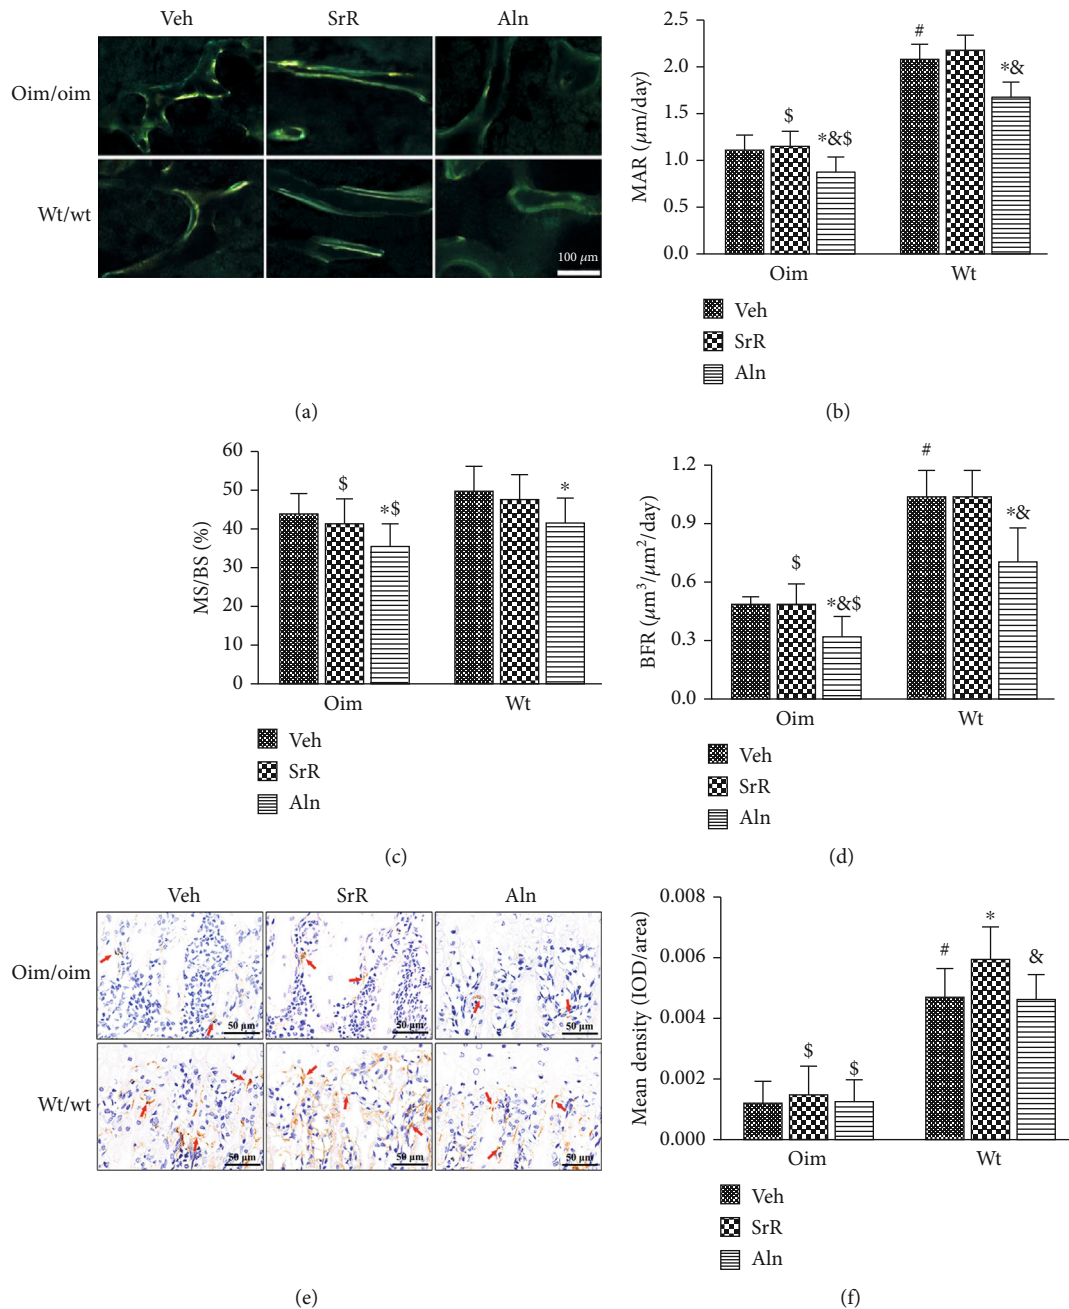 Veh SrR Aln
Oim/oim
Wt/wt
100 μm
(a)
MAR (μm/day)
2.5
2.0
1.5
1.0
0.5
0.0
#
$
*&$
*&
Oim Wt
Veh
SrR
Aln
(b)
MS/BS (%)
60
50
40
30
20
10
0
$
*$
*
Oim Wt
Veh
SrR
Aln
(c)
BFR (μm³/μm²/day)
1.2
0.9
0.6
0.3
0.0
#
$
*&$
*&
Oim Wt
Veh
SrR
Aln
(d)
Veh SrR Aln
Oim/oim
50 μm 50 μm 50 μm
Wt/wt
50 μm 50 μm 50 μm
(e)
Mean density (IOD/area)
0.008
0.006
0.004
0.002
0.000
$
$
#
*
&
Oim Wt
Veh
SrR
Aln
(f)